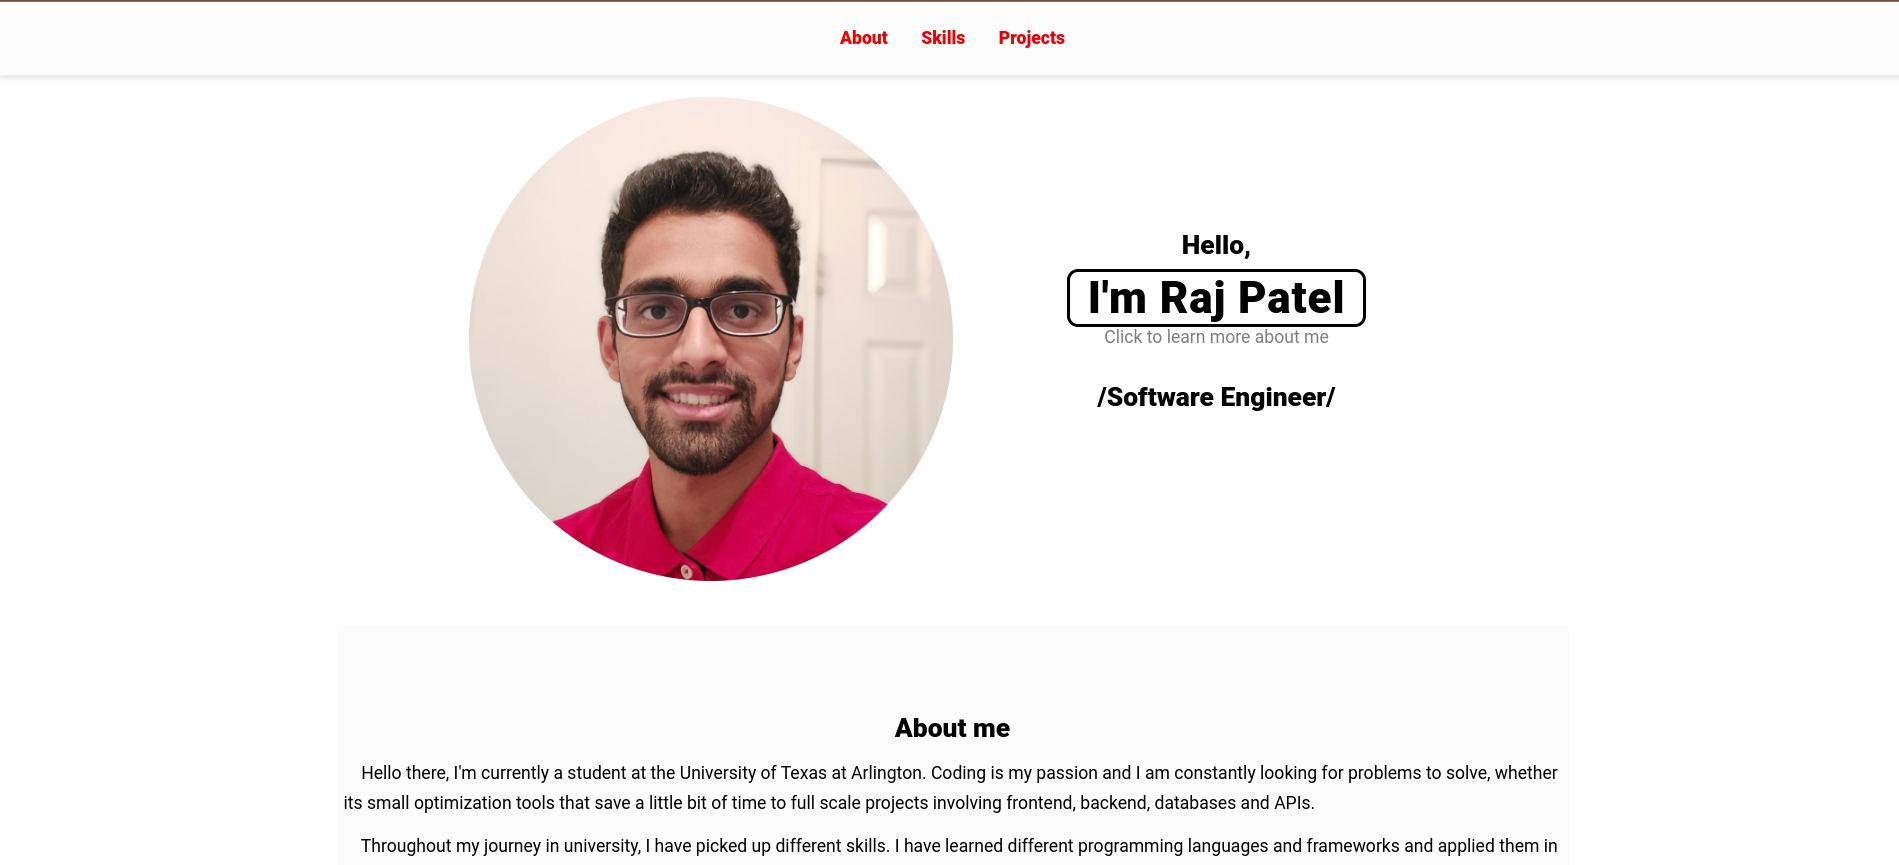 About Skills Projects
Hello,
I'm Raj Patel
Click to learn more about me
/Software Engineer/
About me
Hello there, I'm currently a student at the University of Texas at Arlington. Coding is my passion and I am constantly looking for problems to solve, whether
its small optimization tools that save a little bit of time to full scale projects involving frontend, backend, databases and APIs.
Throughout my journey in university, I have picked up different skills. I have learned different programming languages and frameworks and applied them in